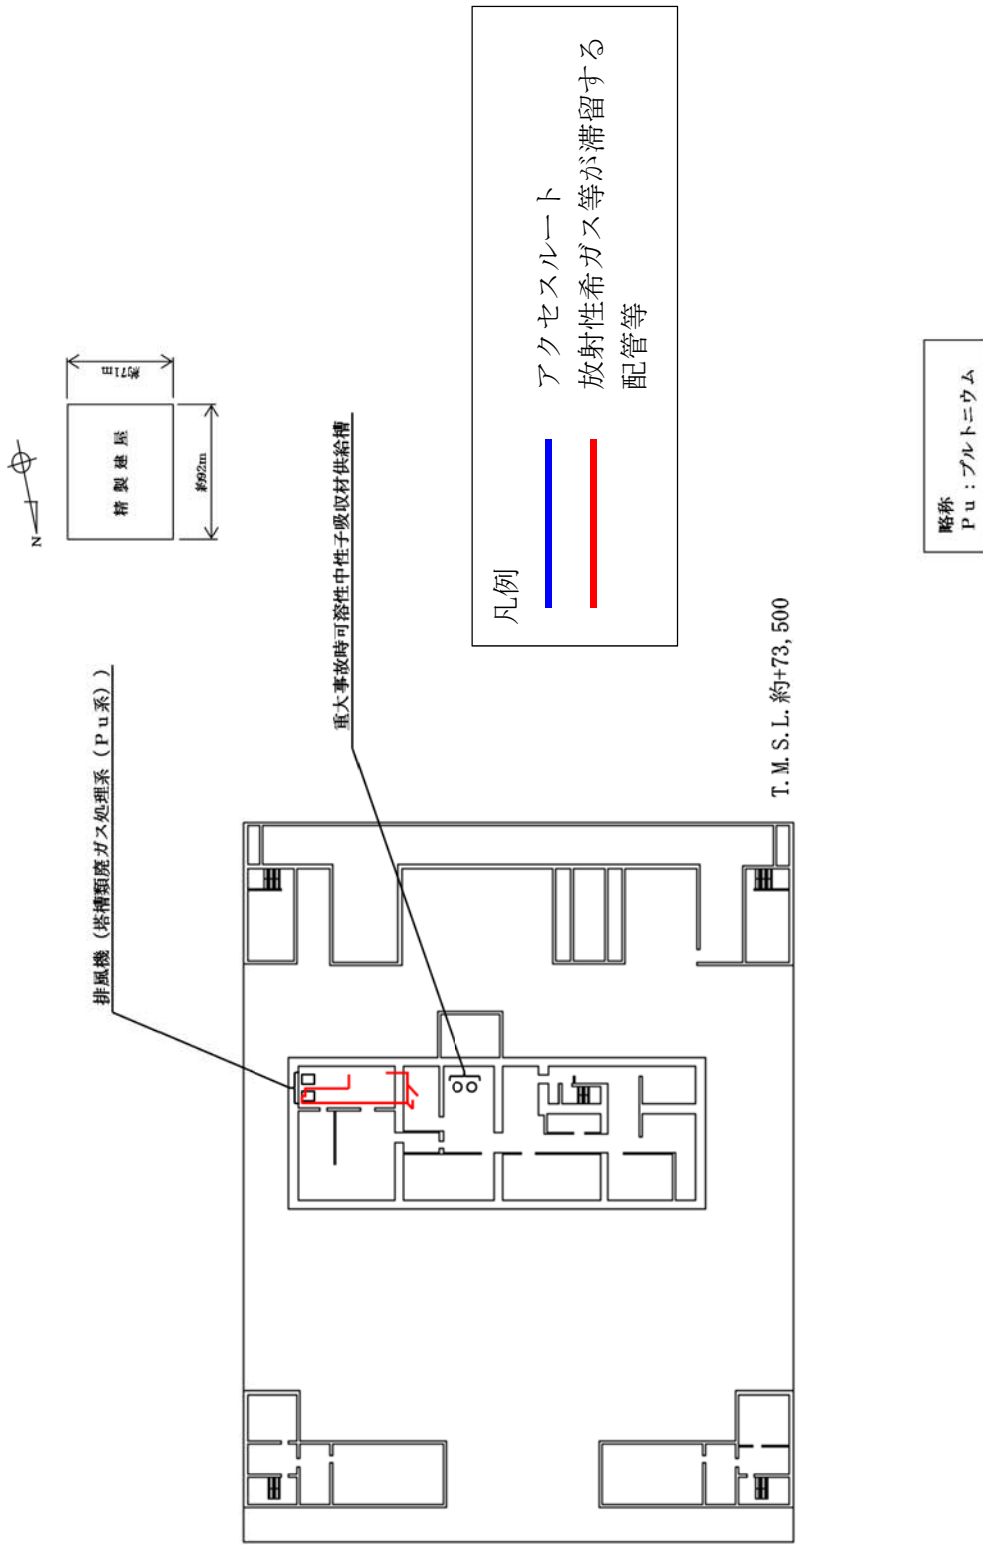 排風機（塔槽類廃ガス処理系（Pu系））
N
精製建屋
約92m
約71m
重大事故時可溶性中性子吸収材供給槽
凡例
アクセスルート
放射性希ガス等が滞留する
配管等
T.M.S.L.約+73,500
略称
Pu：プルトニウム